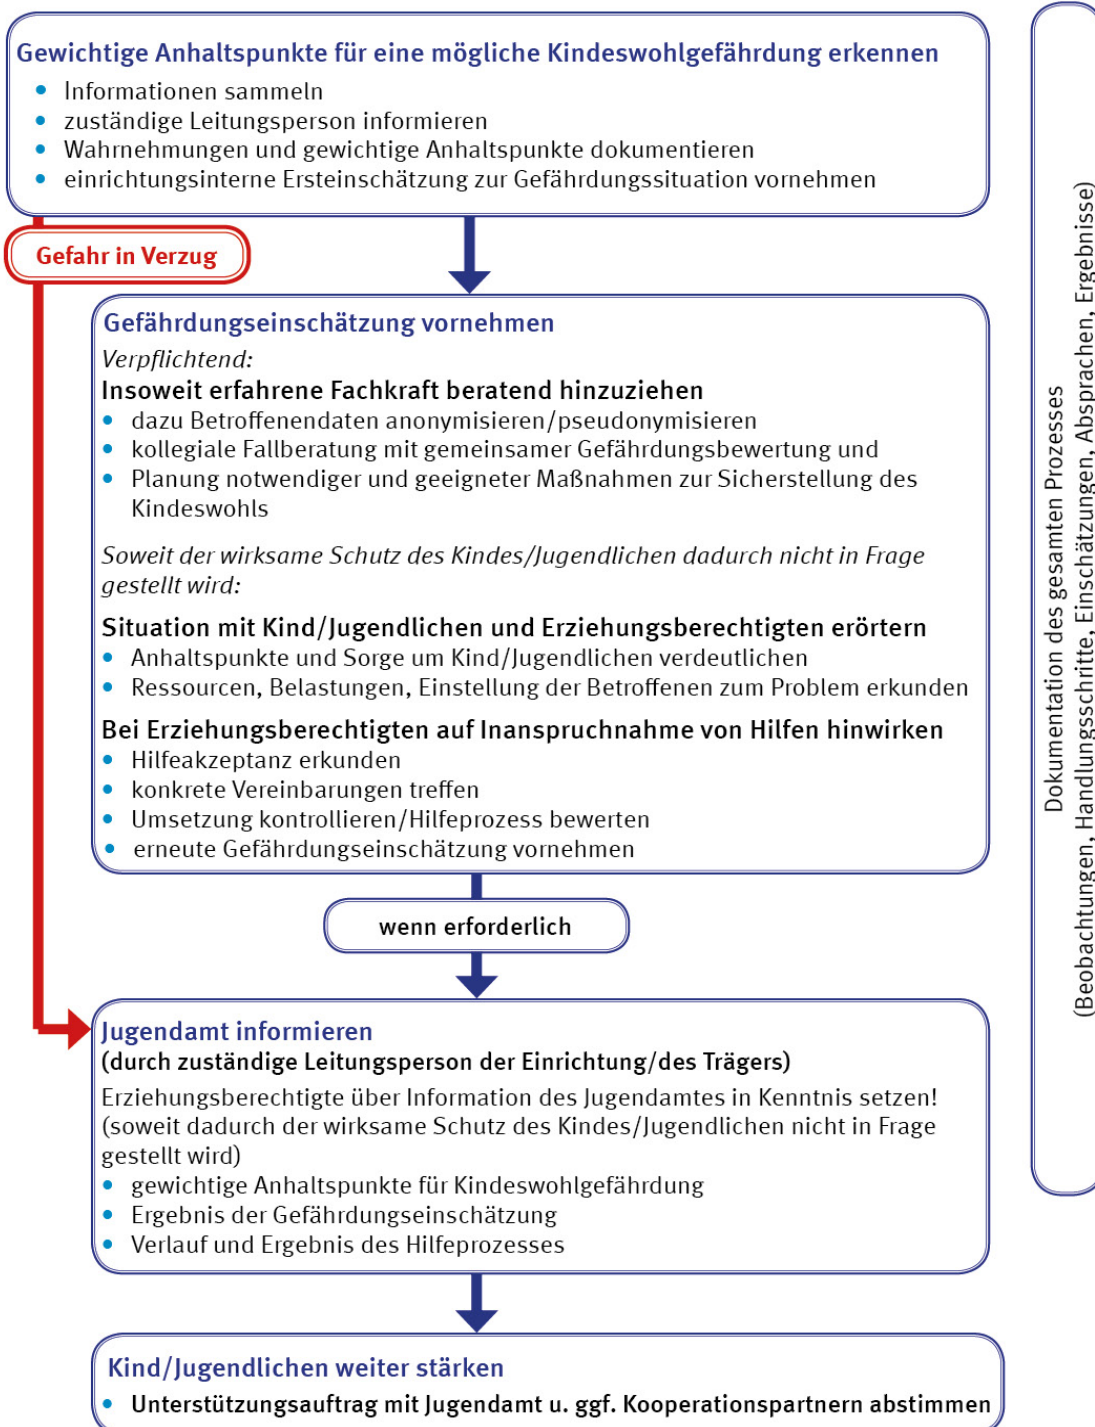 Gewichtige Anhaltspunkte für eine mögliche Kindeswohlgefährdung erkennen
• Informationen sammeln
• zuständige Leitungsperson informieren
• Wahrnehmungen und gewichtige Anhaltspunkte dokumentieren
• einrichtungsinterne Ersteinschätzung zur Gefährdungssituation vornehmen
Gefahr in Verzug
Gefährdungseinschätzung vornehmen
Verpflichtend:
Insoweit erfahrene Fachkraft beratend hinzuziehen
• dazu Betroffenendaten anonymisieren/pseudonymisieren
• kollegiale Fallberatung mit gemeinsamer Gefährdungsbewertung und
• Planung notwendiger und geeigneter Maßnahmen zur Sicherstellung des
Kindeswohls
Soweit der wirksame Schutz des Kindes/Jugendlichen dadurch nicht in Frage
gestellt wird:
Situation mit Kind/Jugendlichen und Erziehungsberechtigten erörtern
• Anhaltspunkte und Sorge um Kind/Jugendlichen verdeutlichen
• Ressourcen, Belastungen, Einstellung der Betroffenen zum Problem erkunden
Bei Erziehungsberechtigten auf Inanspruchnahme von Hilfen hinwirken
• Hilfeakzeptanz erkunden
• konkrete Vereinbarungen treffen
• Umsetzung kontrollieren/Hilfeprozess bewerten
• erneute Gefährdungseinschätzung vornehmen
wenn erforderlich
Jugendamt informieren
(durch zuständige Leitungsperson der Einrichtung/des Trägers)
Erziehungsberechtigte über Information des Jugendamtes in Kenntnis setzen!
(soweit dadurch der wirksame Schutz des Kindes/Jugendlichen nicht in Frage
gestellt wird)
• gewichtige Anhaltspunkte für Kindeswohlgefährdung
• Ergebnis der Gefährdungseinschätzung
• Verlauf und Ergebnis des Hilfeprozesses
Kind/Jugendlichen weiter stärken
• Unterstützungsauftrag mit Jugendamt u. ggf. Kooperationspartnern abstimmen
Dokumentation des gesamten Prozesses
(Beobachtungen, Handlungsschritte, Einschätzungen, Absprachen, Ergebnisse)